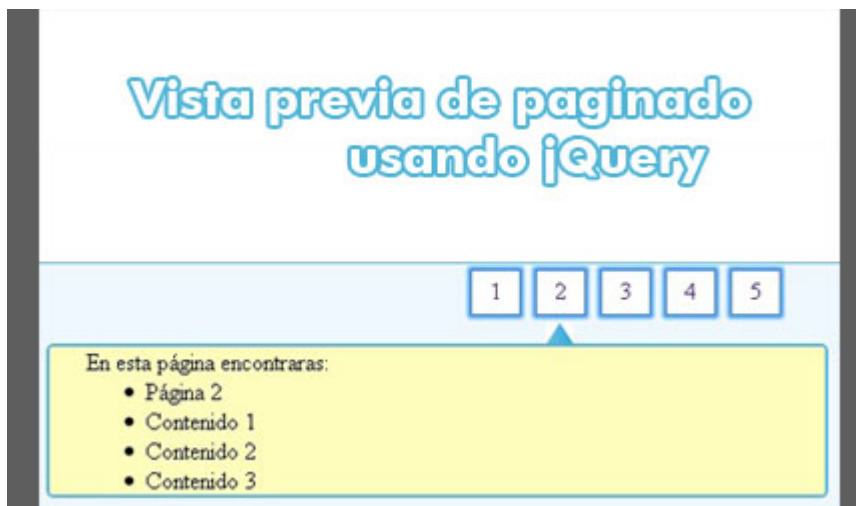 Vista previa de paginado
usando jQuery
1 2 3 4 5
En esta página encontraras:
• Página 2
• Contenido 1
• Contenido 2
• Contenido 3